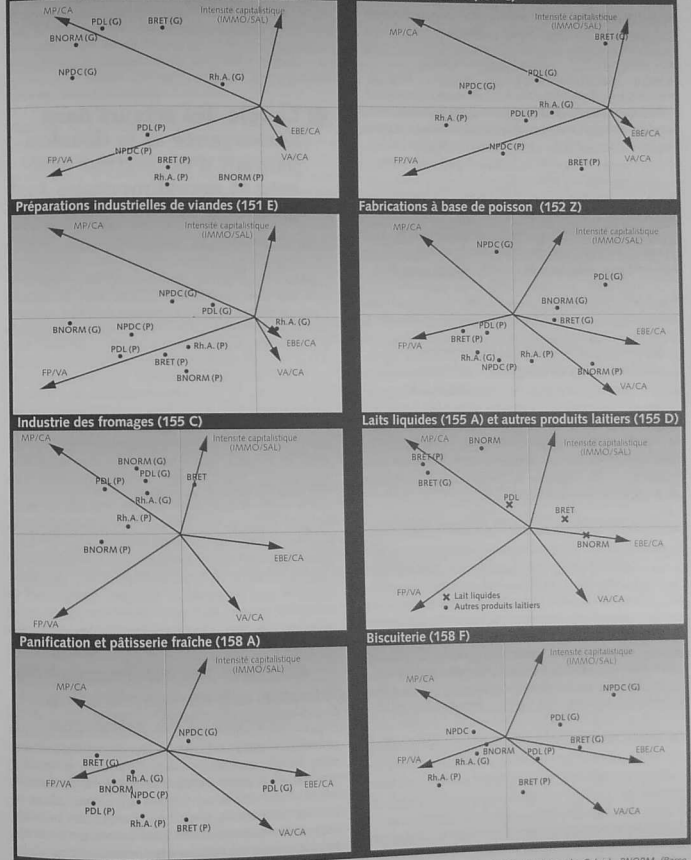 MP/CA
Intensité capitalistique
(IMMO/SAL)
PDL (G)
BRET (G)
BNORM (G)
NPDC (G)
Rh.A. (G)
EBE/CA
PDL (P)
VA/CA
NPDC (P)
FP/VA
BRET (P)
Rh.A. (P)
BNORM (P)
Intensité capitalistique
(IMMO/SAL)
MP/CA
BRET (G)
PDL (G)
NPDC (G)
Rh.A. (G)
PDL (P)
Rh.A. (P)
EBE/CA
NPDC (P)
VA/CA
FP/VA
BRET (P)
Préparations industrielles de viandes (151 E)
MP/CA
Intensité capitalistique
(IMMO/SAL)
NPDC (G)
PDL (G)
Rh.A. (G)
BNORM (G)
NPDC (P)
EBE/CA
PDL (P)
Rh.A. (P)
BRET (P)
VA/CA
BNORM (P)
FP/VA
Fabrications à base de poisson (152 Z)
MP/CA
Intensité capitalistique
(IMMO/SAL)
NPDC (G)
PDL (G)
BNORM (G)
BRET (G)
PDL (P)
BRET (P)
EBE/CA
FP/VA
Rh.A. (G)
NPDC (P)
Rh.A. (P)
BNORM (P)
VA/CA
Industrie des fromages (155 C)
MP/CA
Intensité capitalistique
(IMMO/SAL)
BNORM (G)
PDL (P)
PDL (G)
BRET
Rh.A. (G)
Rh.A. (P)
BNORM (P)
EBE/CA
FP/VA
VA/CA
Laits liquides (155 A) et autres produits laitiers (155 D)
MP/CA
BNORM
Intensité capitalistique
(IMMO/SAL)
BRET (P)
BRET (G)
PDL
BRET
BNORM
EBE/CA
FP/VA
Lait liquides
Autres produits laitiers
VA/CA
Panification et pâtisserie fraîche (158 A)
Intensité capitalistique
(IMMO/SAL)
MP/CA
NPDC (G)
BRET (G)
Rh.A. (G)
FP/VA
EBE/CA
BNORM
PDL (G)
PDL (P)
NPDC (P)
Rh.A. (P)
BRET (P)
VA/CA
Biscuiterie (158 F)
Intensité capitalistique
(IMMO/SAL)
MP/CA
NPDC (G)
PDL (G)
NPDC
BRET (G)
BNORM
PDL (P)
EBE/CA
FP/VA
Rh.A. (G)
Rh.A. (P)
BRET (P)
VA/CA